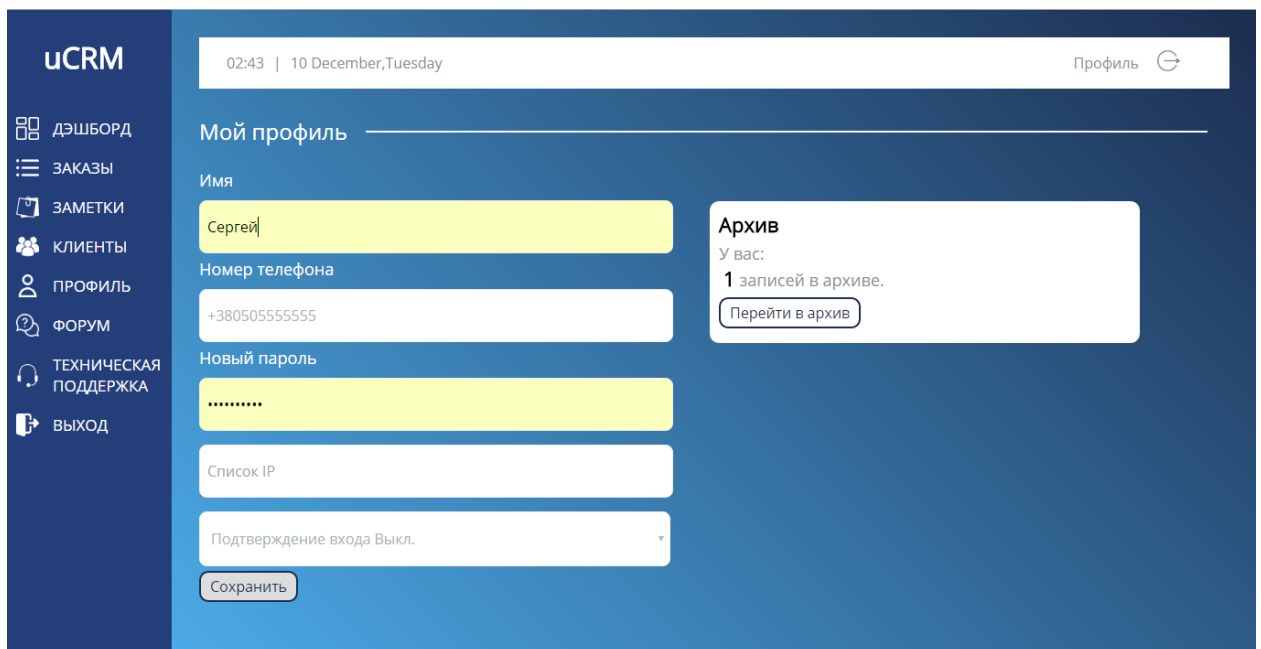 uCRM
02:43 | 10 December,Tuesday
Профиль
ДЭШБОРД
ЗАКАЗЫ
ЗАМЕТКИ
КЛИЕНТЫ
ПРОФИЛЬ
ФОРУМ
ТЕХНИЧЕСКАЯ
ПОДДЕРЖКА
ВЫХОД
Мой профиль
Имя
Сергей
Номер телефона
+380505555555
Новый пароль
••••••••••
Список IP
Подтверждение входа Выкл.
Сохранить
Архив
У вас:
1 записей в архиве.
Перейти в архив